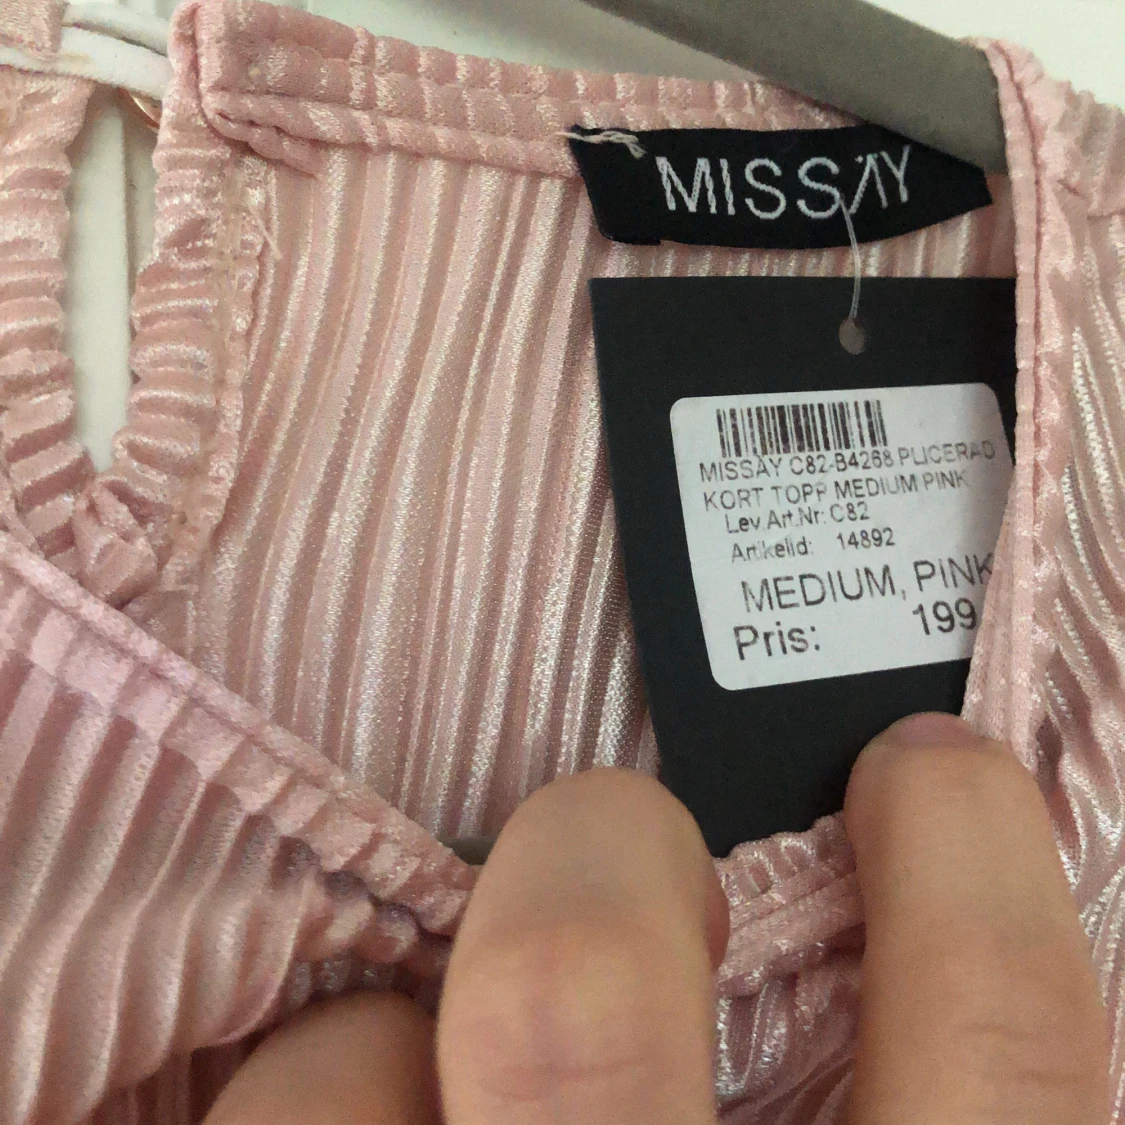 MISSAY
MISSAY C82-B4268 PLICERAD
KORT TOPP MEDIUM PINK
Lev.Art.Nr: C82
ArtikelId: 14892
MEDIUM, PINK
Pris: 199